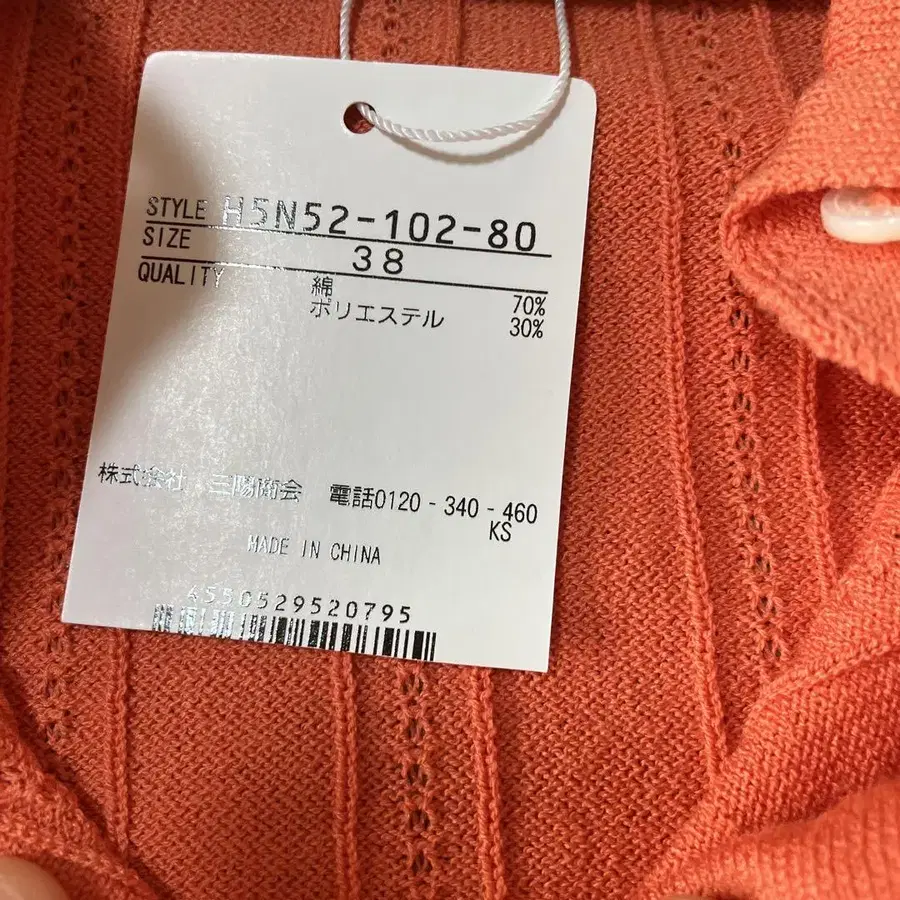 STYLE H5N52-102-80
SIZE 38
QUALITY 綿 70%
ポリエステル 30%
株式会社 三陽商会 電話0120-340-460
KS
MADE IN CHINA
4550529520795